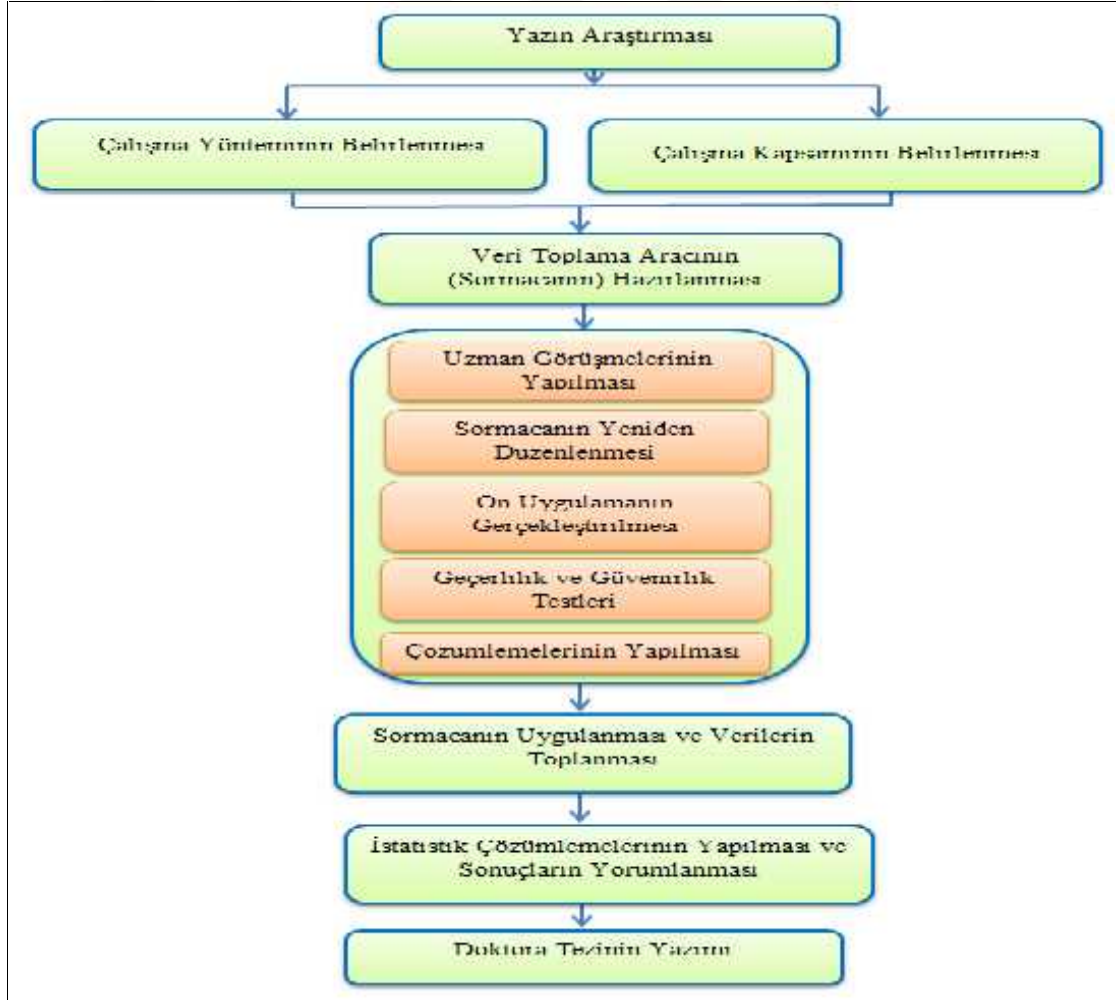 Yazın Araştırması
Çalışma Yönteminin Belirlenmesi
Çalışma Kapsamının Belirlenmesi
Veri Toplama Aracının
(Sormacanın) Hazırlanması
Uzman Görüşmelerinin
Yapılması
Sormacanın Yeniden
Düzenlenmesi
Ön Uygulamanın
Gerçekleştirilmesi
Geçerlilik ve Güvenirlik
Testleri
Çözümlemelerinin Yapılması
Sormacanın Uygulanması ve Verilerin
Toplanması
İstatistik Çözümlemelerinin Yapılması ve
Sonuçların Yorumlanması
Doktora Tezinin Yazımı